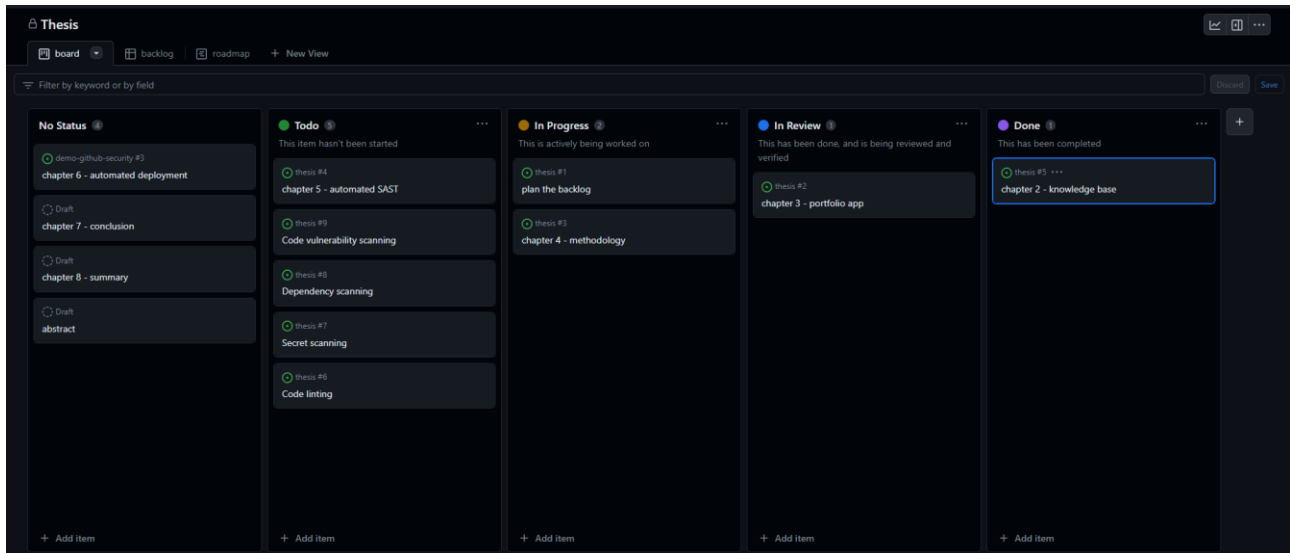 Thesis
board
backlog
roadmap
+ New View
Filter by keyword or by field
Discard
Save
No Status 4
demo-github-security #3
chapter 6 - automated deployment
Draft
chapter 7 - conclusion
Draft
chapter 8 - summary
Draft
abstract
+ Add item
Todo 5
This item hasn't been started
thesis #4
chapter 5 - automated SAST
thesis #9
Code vulnerability scanning
thesis #8
Dependency scanning
thesis #7
Secret scanning
thesis #6
Code linting
+ Add item
In Progress 2
This is actively being worked on
thesis #1
plan the backlog
thesis #3
chapter 4 - methodology
+ Add item
In Review 1
This has been done, and is being reviewed and
verified
thesis #2
chapter 3 - portfolio app
+ Add item
Done 1
This has been completed
thesis #5 ···
chapter 2 - knowledge base
+ Add item